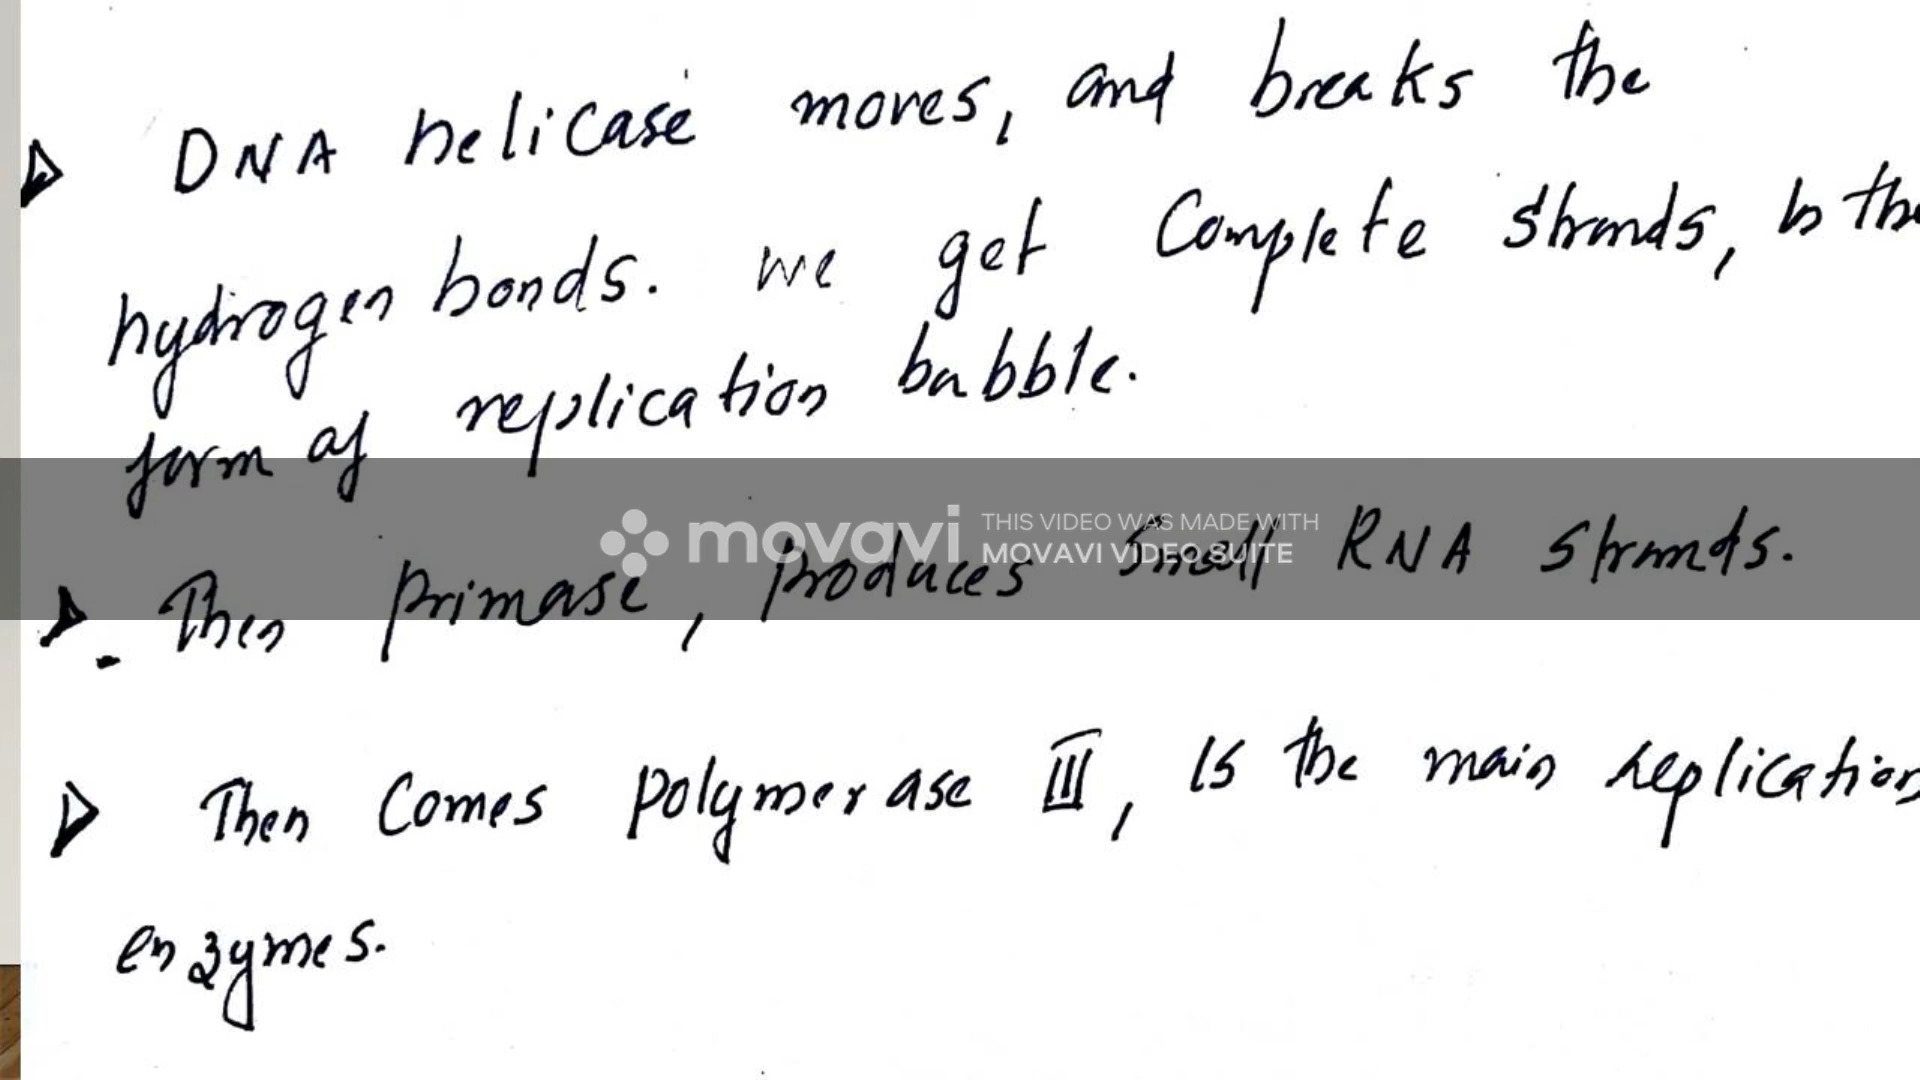 DNA helicase moves, and breaks the
hydrogen bonds. we get Complete strands, in the
form of replication bubble.
movavi THIS VIDEO WAS MADE WITH
MOVAVI VIDEO SUITE
Then primase, produces small RNA strands.
Then Comes polymerase III, is the main replication
enzymes.